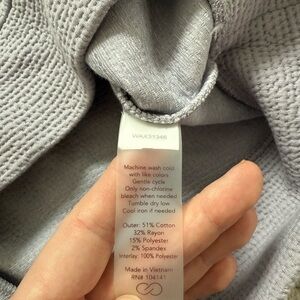 WAX31346
Machine wash cold
with like colors
Gentle cycle
Only non-chlorine
bleach when needed
Tumble dry low
Cool iron if needed
Outer: 51% Cotton
32% Rayon
15% Polyester
2% Spandex
Interlay: 100% Polyester
Made in Vietnam
RN# 104141